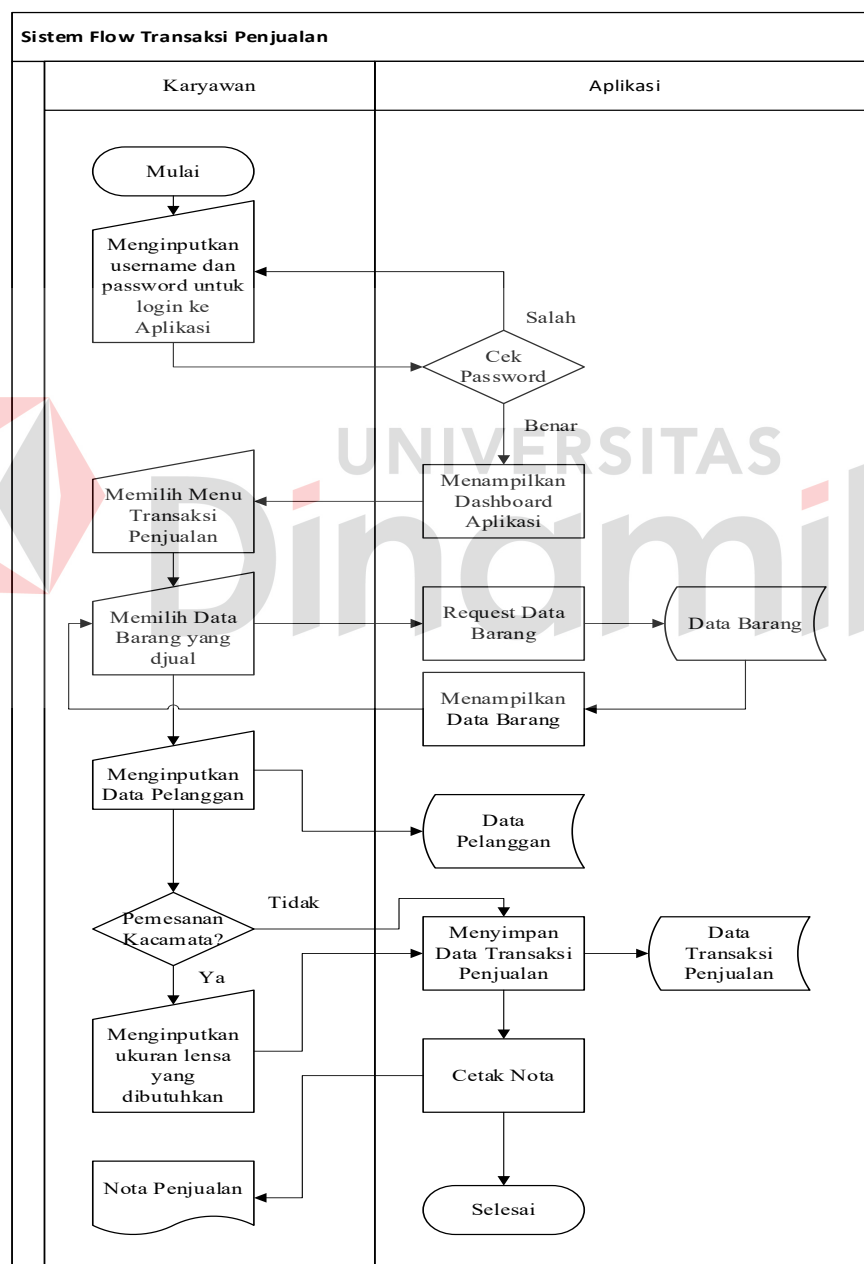 Sistem Flow Transaksi Penjualan
Karyawan
Aplikasi
Mulai
Menginputkan
username dan
password untuk
login ke
Aplikasi
Salah
Cek
Password
Benar
UNIVERSITAS
Dinamik
Menampilkan
Dashboard
Aplikasi
Memilih Menu
Transaksi
Penjualan
Memilih Data
Barang yang
djual
Request Data
Barang
Data Barang
Menampilkan
Data Barang
Menginputkan
Data Pelanggan
Data
Pelanggan
Pemesanan
Kacamata?
Tidak
Ya
Menyimpan
Data Transaksi
Penjualan
Data
Transaksi
Penjualan
Menginputkan
ukuran lensa
yang
dibutuhkan
Cetak Nota
Nota Penjualan
Selesai